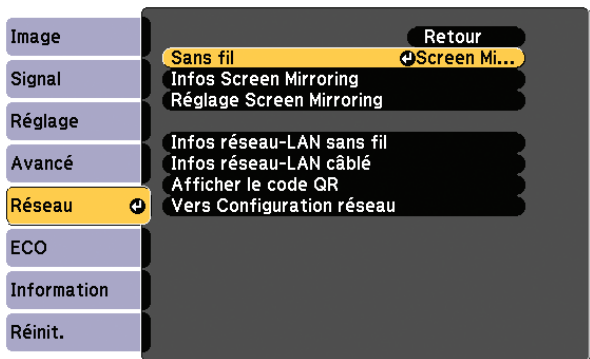 Image
Signal
Réglage
Avancé
Réseau
ECO
Information
Réinit.
Retour
Sans fil Screen Mi...
Infos Screen Mirroring
Réglage Screen Mirroring
Infos réseau-LAN sans fil
Infos réseau-LAN câblé
Afficher le code QR
Vers Configuration réseau